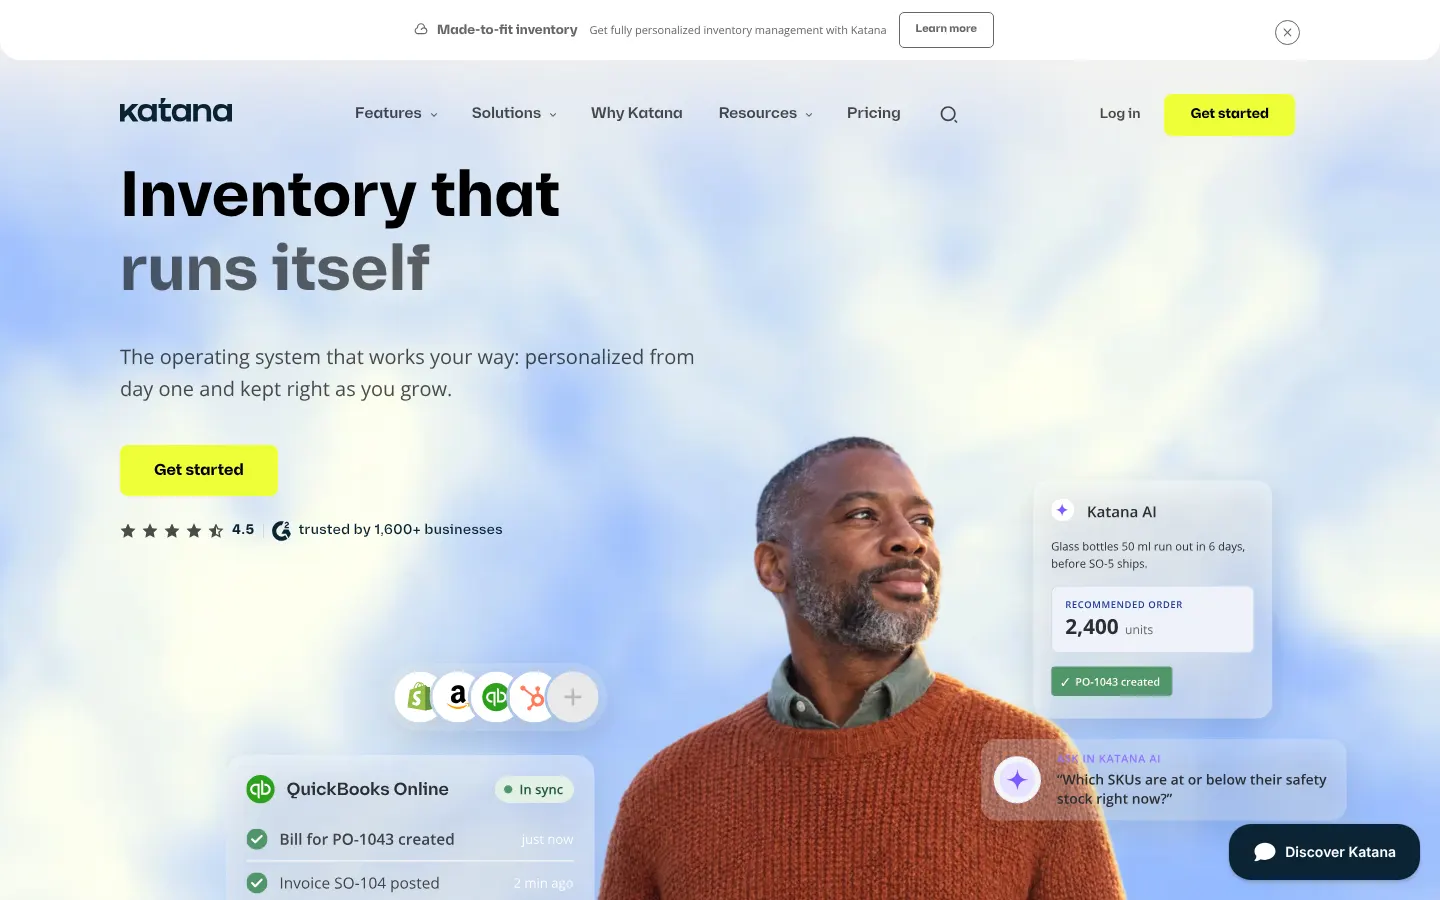 Made-to-fit inventory Get fully personalized inventory management with Katana Learn more
katana Features Solutions Why Katana Resources Pricing Log in Get started
Inventory that
runs itself
The operating system that works your way: personalized from
day one and kept right as you grow.
Get started
4.5 G2 trusted by 1,600+ businesses
Katana AI
Glass bottles 50 ml run out in 6 days,
before SO-5 ships.
RECOMMENDED ORDER
2,400 units
✓ PO-1043 created
a
qb
QuickBooks Online In sync
Bill for PO-1043 created just now
Invoice SO-104 posted 2 min ago
IN KATANA AI
“Which SKUs are at or below their safety
stock right now?”
Discover Katana